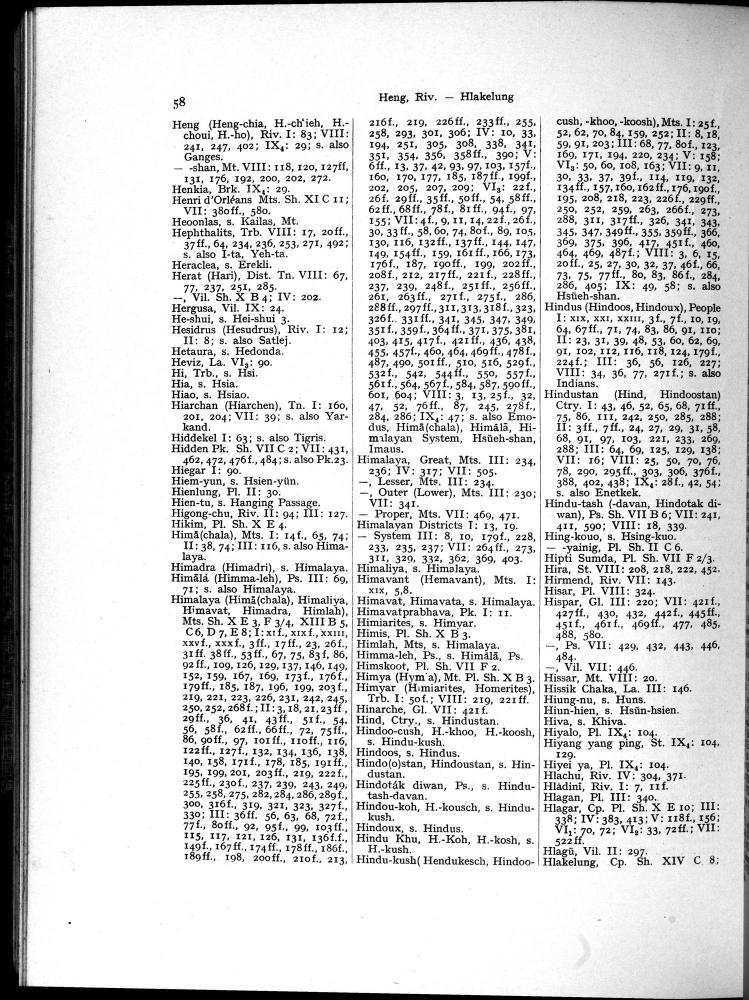 58
Heng, Riv. — Hlakelung
Heng (Heng-chia, H.-ch'ieh, H.-
choui, H.-ho), Riv. I: 83; VIII:
241, 247, 402; IX₄: 29; s. also
Ganges.
— -shan, Mt. VIII: 118, 120, 127ff,
131, 176, 192, 200, 202, 272.
Henkia, Brk. IX₄: 29.
Henri d'Orléans Mts. Sh. XI C 11;
VII: 380ff., 580.
Heoonlas, s. Kailas, Mt.
Hephthalits, Trb. VIII: 17, 20ff.,
37ff., 64, 234, 236, 253, 271, 492;
s. also I-ta, Yeh-ta.
Heraclea, s. Erekli.
Herat (Hari), Dist. Tn. VIII: 67,
77, 237, 251, 285.
—, Vil. Sh. X B 4; IV: 202.
Hergusa, Vil. IX: 24.
He-shui, s. Hei-shui 3.
Hesidrus (Hesudrus), Riv. I: 12;
II: 8; s. also Satlej.
Hetaura, s. Hedonda.
Heviz, La. VI₂: 90.
Hi, Trb., s. Hsi.
Hia, s. Hsia.
Hiao, s. Hsiao.
Hiarchan (Hiarchen), Tn. I: 160,
201, 204; VII: 39; s. also Yar-
kand.
Hiddekel I: 63; s. also Tigris.
Hidden Pk. Sh. VII C 2; VII: 431,
462, 472, 476f., 484; s. also Pk.23.
Hiegar I: 90.
Hiem-yun, s. Hsien-yün.
Hienlung, Pl. II: 30.
Hien-tu, s. Hanging Passage.
Higong-chu, Riv. II: 94; III: 127.
Hikim, Pl. Sh. X E 4.
Himā(chala), Mts. I: 14f., 65, 74;
II: 38, 74; III: 116, s. also Hima-
laya.
Himadra (Himadri), s. Himalaya.
Himālā (Himma-leh), Ps. III: 69,
71; s. also Himalaya.
Himalaya (Himā(chala), Himaliya,
Himavat, Himadra, Himlah),
Mts. Sh. X E 3, F 3/4, XIII B 5,
C 6, D 7, E 8; I: xif., xixf., xxiii,
xxvf., xxxf., 3ff., 17ff., 23, 26f.,
31ff. 38ff., 53ff., 67, 75, 83f, 86,
92ff., 109, 126, 129, 137, 146, 149,
152, 159, 167, 169, 173f., 176f.,
179ff., 185, 187, 196, 199, 203f.,
219, 221, 223, 226, 231, 242, 245,
250, 252, 268f.; II: 3, 18, 21, 23ff.,
29ff., 36, 41, 43ff., 51f., 54,
56, 58f., 62ff., 66ff., 72, 75ff.,
86, 90ff., 97, 101ff., 110ff., 116,
122ff., 127f., 132, 134, 136, 138,
140, 158, 171f., 178, 185, 191ff.,
195, 199, 201, 203ff., 219, 222f.,
225ff., 230f., 237, 239, 243, 249,
255, 258, 275, 282, 284, 286, 289f.,
300, 316f., 319, 321, 323, 327f.,
330; III: 36ff. 56, 63, 68, 72f.,
77f., 80ff., 92, 95f., 99, 103ff.,
115, 117, 121, 126, 131, 136f.f.,
149f., 167ff., 174ff., 178ff., 186f.,
189ff., 198, 200ff., 210f., 213,
216f., 219, 226ff., 233ff., 255,
258, 293, 301, 306; IV: 10, 33,
194, 251, 305, 308, 338, 341,
351, 354, 356, 358ff., 390; V:
6ff., 13, 37, 42, 93, 97, 103, 157f.,
160, 170, 177, 185, 187ff., 199f.,
202, 205, 207, 209; VI₃: 22f.,
26f. 29ff., 35ff., 50ff., 54, 58ff.,
62ff., 68ff., 78f., 81ff., 94f., 97,
155; VII: 4f., 9, 11, 14, 22f., 26f.,
30, 33ff., 58, 60, 74, 80f., 89, 105,
130, 116, 132ff., 137ff., 144, 147,
149, 154ff., 159, 161ff., 166, 173,
176f., 187, 190ff., 199, 202ff.,
208f., 212, 217ff., 221f., 228ff.,
237, 239, 248f., 251ff., 256ff.,
261, 263ff., 271f., 275f., 286,
288ff., 297ff., 311, 313, 318f., 323,
326f. 331ff., 341, 345, 347, 349,
351f., 359f., 364ff., 371, 375, 381,
403, 415, 417f., 421ff., 436, 438,
455, 457f., 460, 464, 469ff., 478f.,
487, 490, 501ff., 510, 516, 529f.,
532f., 542, 544ff., 550, 557f.,
561f., 564, 567f., 584, 587, 590ff.,
601, 604; VIII: 3, 13, 25f., 32,
47, 52, 76ff., 87, 245, 278f.,
284, 286; IX₄: 47; s. also Emo-
dus, Himā(chala), Himālā, Hi-
malayan System, Hsüeh-shan,
Imaus.
Himalaya, Great, Mts. III: 234,
236; IV: 317; VII: 505.
—, Lesser, Mts. III: 234.
—, Outer (Lower), Mts. III: 230;
VII: 341.
— Proper, Mts. VII: 469, 471.
Himalayan Districts I: 13, 19.
— System III: 8, 10, 179f., 228,
233, 235, 237; VII: 264ff., 273,
311, 329, 332, 362, 369, 403.
Himaliya, s. Himalaya.
Himavant (Hemavant), Mts. I:
xix, 5,8.
Himavat, Himavata, s. Himalaya.
Himavatprabhava, Pk. I: 11.
Himiarites, s. Himyar.
Himis, Pl. Sh. X B 3.
Himlah, Mts, s. Himalaya.
Himma-leh, Ps., s. Himālā, Ps.
Himskoot, Pl. Sh. VII F 2.
Himya (Hym a), Mt. Pl. Sh. X B 3.
Himyar (Himiarites, Homerites),
Trb. I: 50f.; VIII: 219, 221ff.
Hinarche, Gl. VII: 421f.
Hind, Ctry., s. Hindustan.
Hindoo-cush, H.-khoo, H.-koosh,
s. Hindu-kush.
Hindoos, s. Hindus.
Hindo(o)stan, Hindoustan, s. Hin-
dustan.
Hindoták diwan, Ps., s. Hindu-
tash-davan.
Hindou-koh, H.-kousch, s. Hindu-
kush.
Hindoux, s. Hindus.
Hindu Khu, H.-Koh, H.-kosh, s.
H.-kush.
Hindu-kush( Hendukesch, Hindoo-
cush, -khoo, -koosh), Mts. I: 25f.,
52, 62, 70, 84, 159, 252; II: 8, 18,
59, 91, 203; III: 68, 77, 80f., 123,
169, 171, 194, 220, 234; V: 158;
VI₃: 50, 60, 108, 163; VII: 9, 11,
30, 33, 37, 39f., 114, 119, 132,
134ff., 157, 160, 162ff., 176, 190f.,
195, 208, 218, 223, 226f., 229ff.,
250, 252, 259, 263, 266f., 273,
288, 311, 317ff., 326, 341, 343,
345, 347, 349ff., 355, 359ff., 366,
369, 375, 396, 417, 451f., 460,
464, 469, 487f.; VIII: 3, 6, 15,
20ff., 25, 27, 30, 32, 37, 46f., 66,
73, 75, 77ff., 80, 83, 86f., 284,
286, 405; IX: 49, 58; s. also
Hsüeh-shan.
Hindus (Hindoos, Hindoux), People
I: xix, xxi, xxiiii, 3f., 7f., 10, 19,
64, 67ff., 71, 74, 83, 86, 91, 110;
II: 23, 31, 39, 48, 53, 60, 62, 69,
91, 102, 112, 116, 118, 124, 179f.,
224f.; III: 36, 56, 126, 227;
VIII: 34, 36, 77, 271f.; s. also
Indians.
Hindustan (Hind, Hindoostan)
Ctry. I: 43, 46, 52, 65, 68, 71ff.,
75, 86, 111, 242, 250, 285, 288;
II: 3ff., 7ff., 24, 27, 29, 31, 58,
68, 91, 97, 103, 221, 233, 269,
288; III: 64, 69, 125, 129, 138;
VII: 16; VIII: 25, 50, 70, 76,
78, 290, 295ff., 303, 306, 376f.,
388, 402, 438; IX₄: 28f., 42, 54;
s. also Enetkek.
Hindu-tash (-davan, Hindotak di-
wan), Ps. Sh. VII B 6; VII: 241,
411, 590; VIII: 18, 339.
Hing-kouo, s. Hsing-kuo.
— -yainig, Pl. Sh. II C 6.
Hipti Sumda, Pl. Sh. VII F 2/3.
Hira, St. VIII: 208, 218, 222, 452.
Hirmend, Riv. VII: 143.
Hisar, Pl. VIII: 324.
Hispar, Gl. III: 220; VII: 421f.,
427ff., 430, 432, 442f., 445ff.,
451f., 461f., 469ff., 477, 485,
488, 580.
—, Ps. VII: 429, 432, 443, 446,
484.
—, Vil. VII: 446.
Hissar, Mt. VIII: 20.
Hissik Chaka, La. III: 146.
Hiung-nu, s. Huns.
Hiun-hien, s. Hsün-hsien.
Hiva, s. Khiva.
Hiyalo, Pl. IX₄: 104.
Hiyang yang ping, St. IX₄: 104,
129.
Hiyei ya, Pl. IX₄: 104.
Hlachu, Riv. IV: 304, 371.
Hlādinī, Riv. I: 7, 11f.
Hlagan, Pl. III: 340.
Hlagar, Cp. Pl. Sh. X E 10; III:
338; IV: 383, 413; V: 118f., 156;
VI₁: 70, 72; VI₂: 33, 72ff.; VII:
522ff.
Hlagū, Vil. II: 297.
Hlakelung, Cp. Sh. XIV C 8;